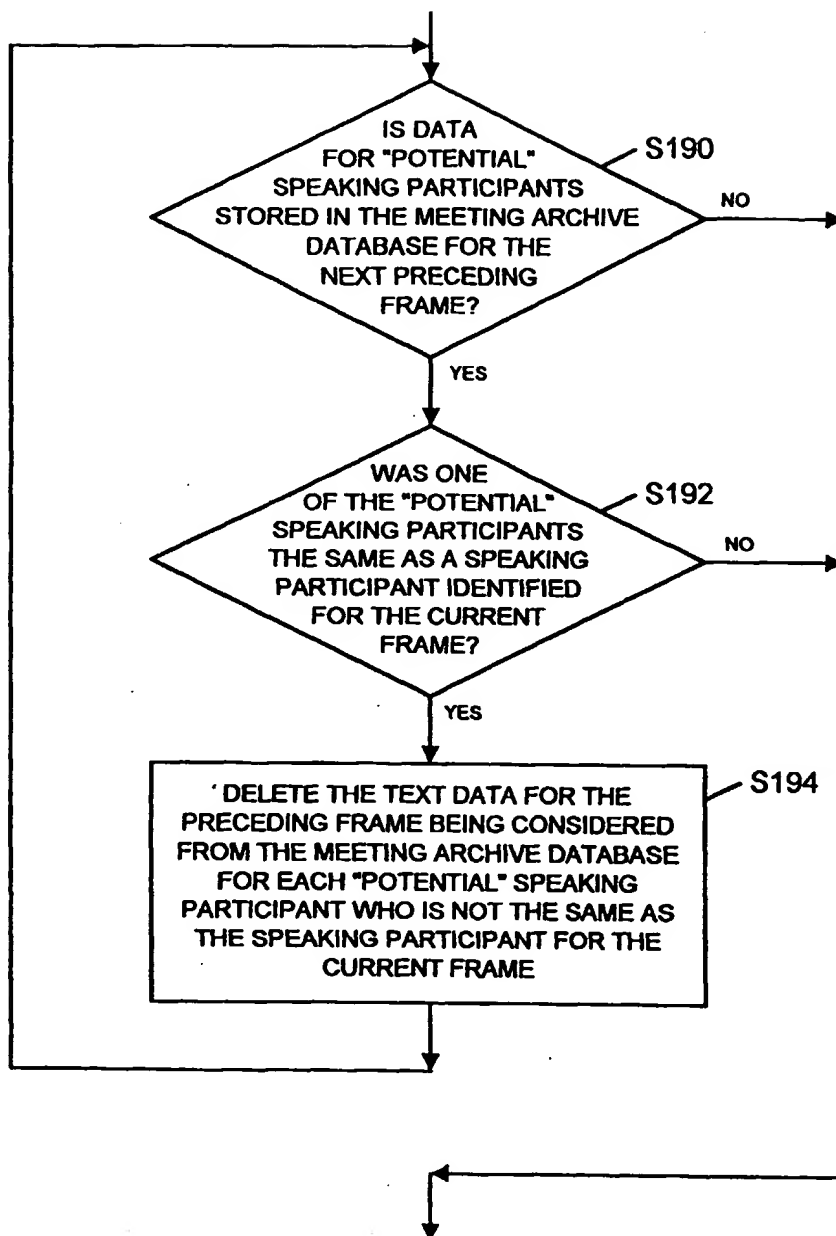 IS DATA
FOR "POTENTIAL"
SPEAKING PARTICIPANTS
STORED IN THE MEETING ARCHIVE
DATABASE FOR THE
NEXT PRECEDING
FRAME?
S190
NO
YES
WAS ONE
OF THE "POTENTIAL"
SPEAKING PARTICIPANTS
THE SAME AS A SPEAKING
PARTICIPANT IDENTIFIED
FOR THE CURRENT
FRAME?
S192
NO
YES
DELETE THE TEXT DATA FOR THE
PRECEDING FRAME BEING CONSIDERED
FROM THE MEETING ARCHIVE DATABASE
FOR EACH "POTENTIAL" SPEAKING
PARTICIPANT WHO IS NOT THE SAME AS
THE SPEAKING PARTICIPANT FOR THE
CURRENT FRAME
S194